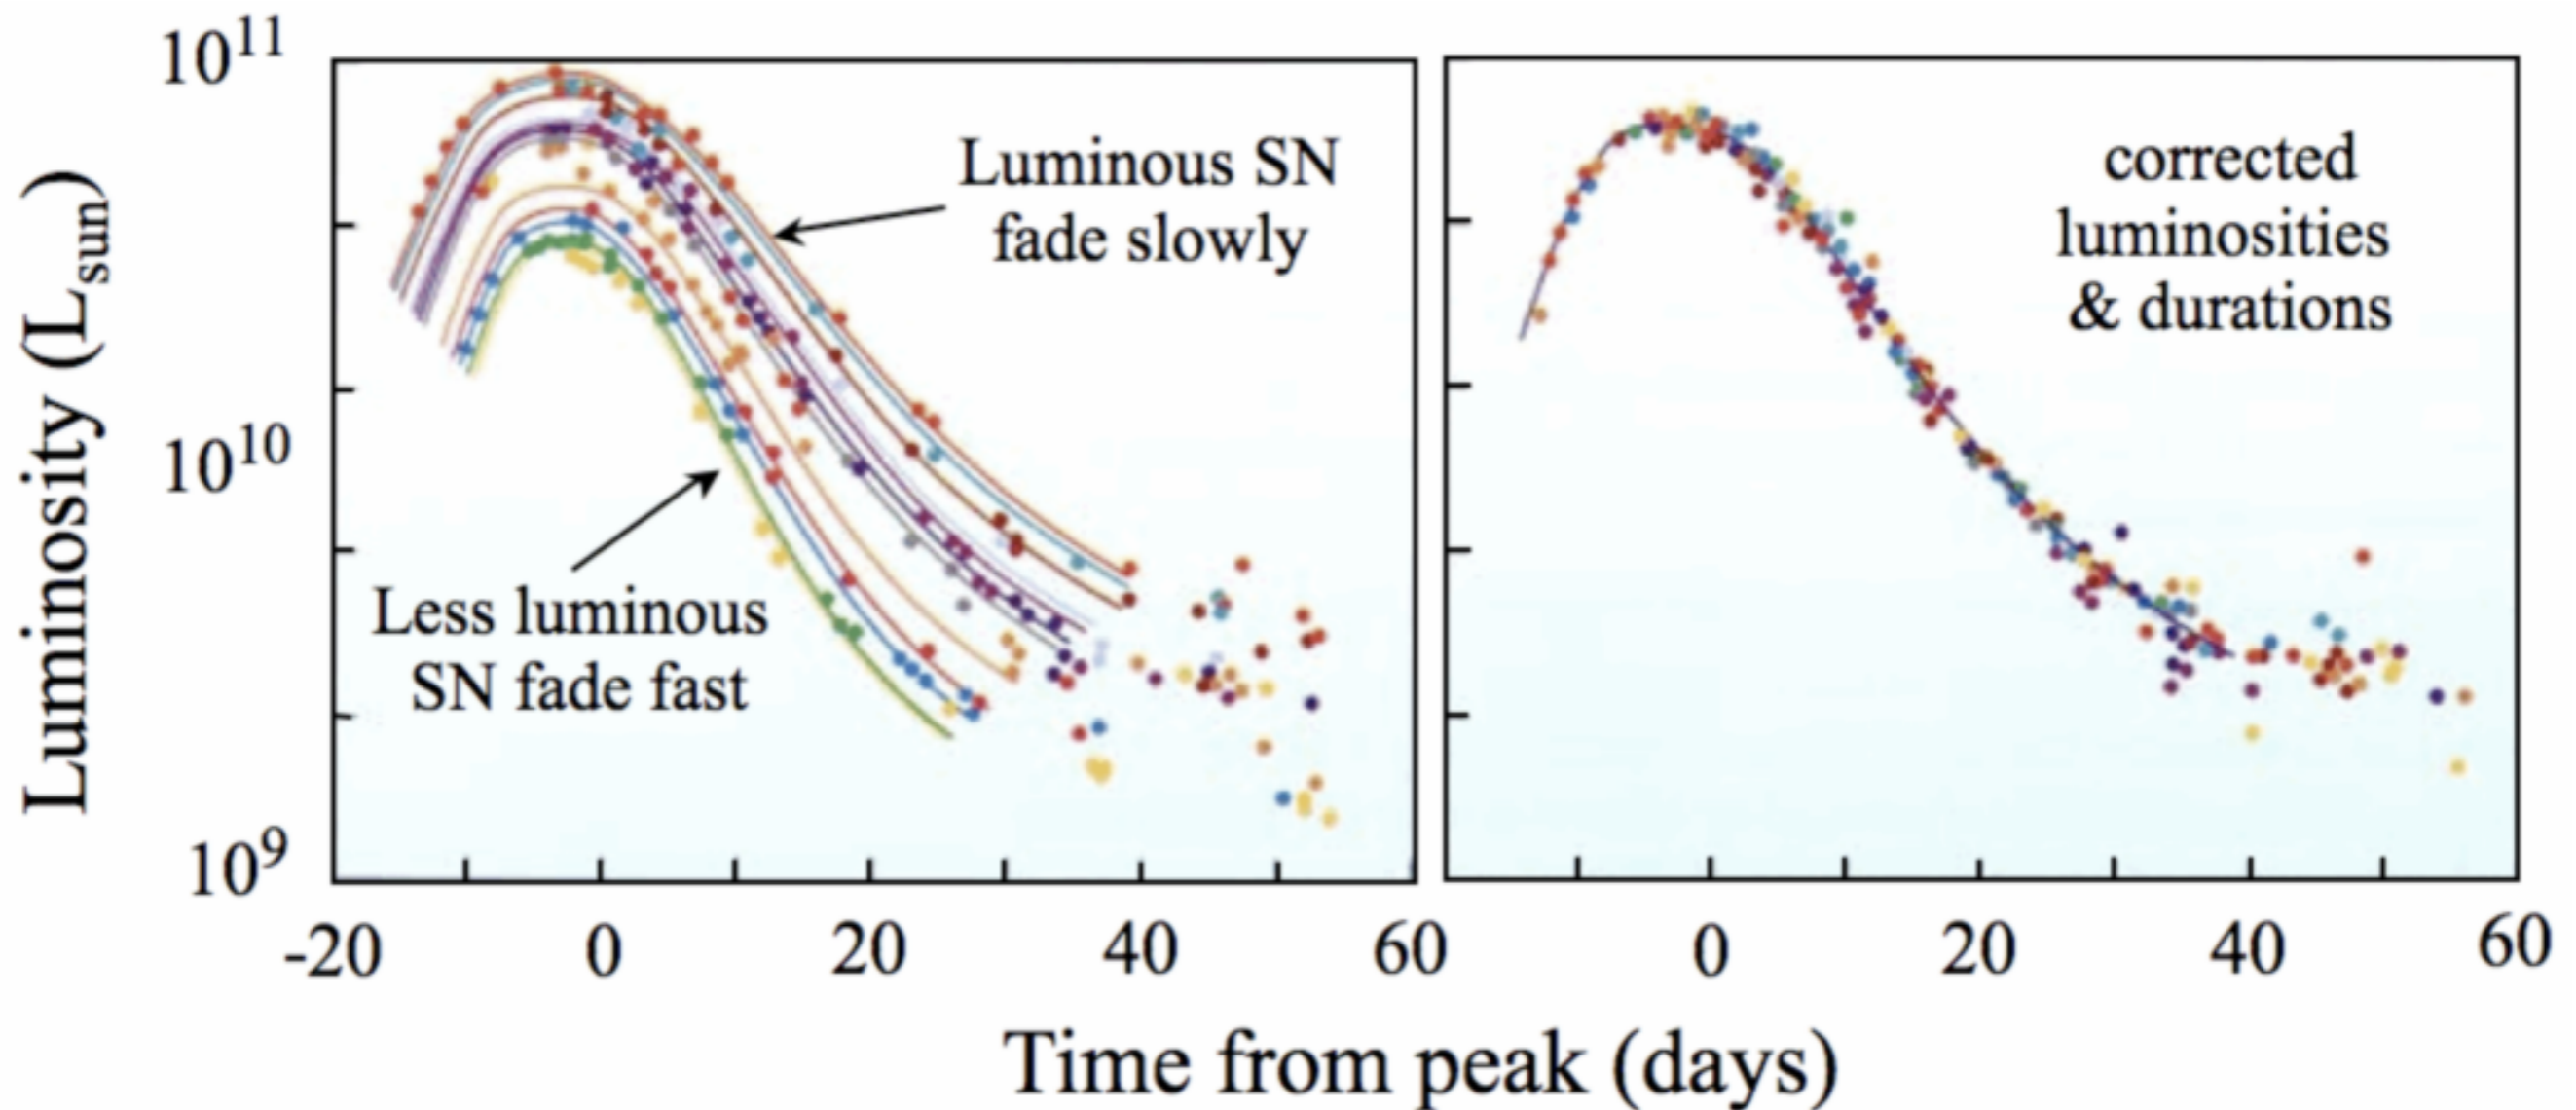 Luminosity (Lsun)
10^11
10^10
10^9
Luminous SN
fade slowly
Less luminous
SN fade fast
corrected
luminosities
& durations
-20 0 20 40 60
0 20 40 60
Time from peak (days)